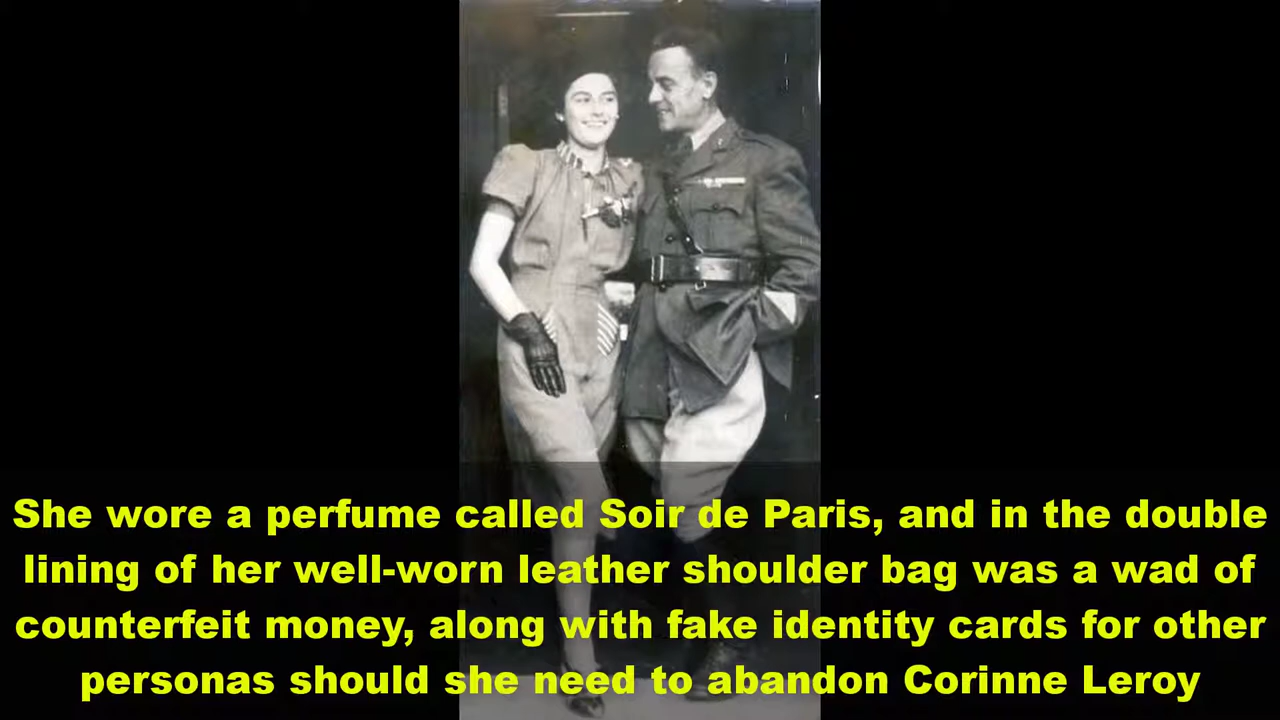 She wore a perfume called Soir de Paris, and in the double
lining of her well-worn leather shoulder bag was a wad of
counterfeit money, along with fake identity cards for other
personas should she need to abandon Corinne Leroy